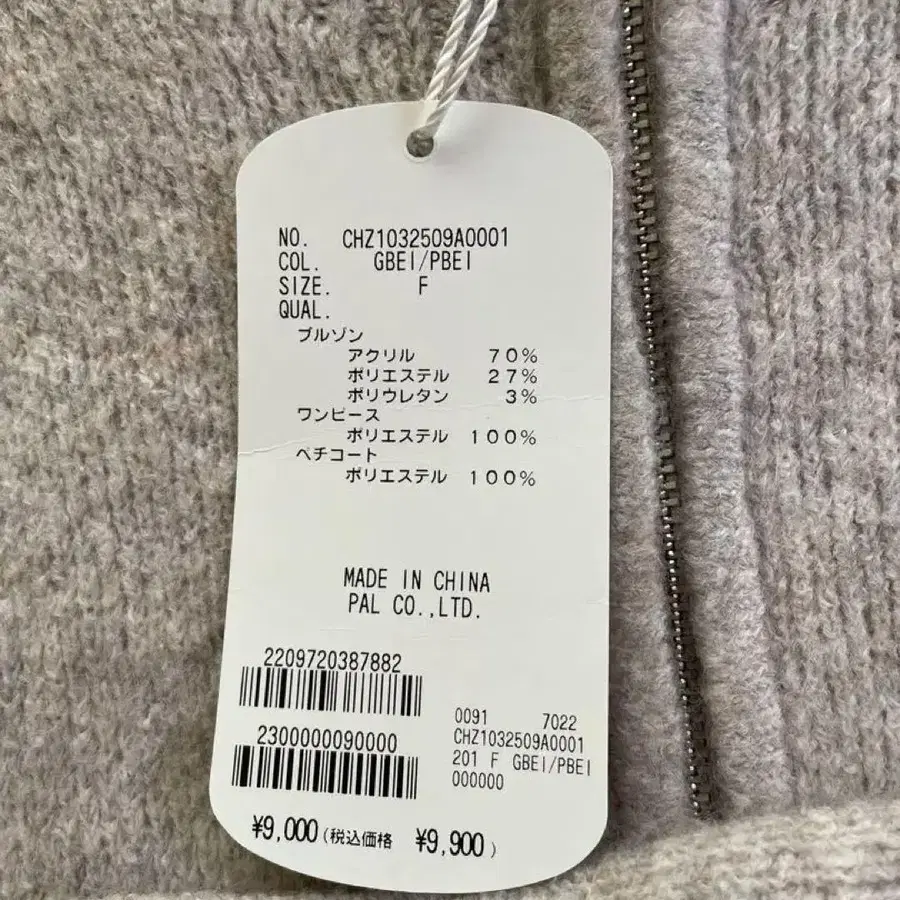 NO. CHZ1032509A0001
COL. GBEI/PBEI
SIZE. F
QUAL.
ブルゾン
アクリル 70%
ポリエステル 27%
ポリウレタン 3%
ワンピース
ポリエステル 100%
ペチコート
ポリエステル 100%
MADE IN CHINA
PAL CO.,LTD.
2209720387882
2300000090000
0091 7022
CHZ1032509A0001
201 F GBEI/PBEI
000000
¥9,000(税込価格 ¥9,900)